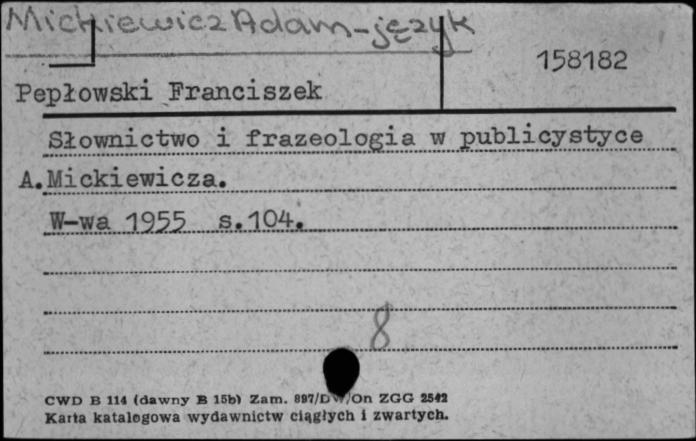 Mickiewicz Adam-język
158182
Pepłowski Franciszek
Słownictwo i frazeologia w publicystyce
A.Mickiewicza.
W-wa 1955 s.104.
8
CWD B 114 (dawny B 15b) Zam. 897/DW/On ZGG 2542
Karta katalogowa wydawnictw ciągłych i zwartych.